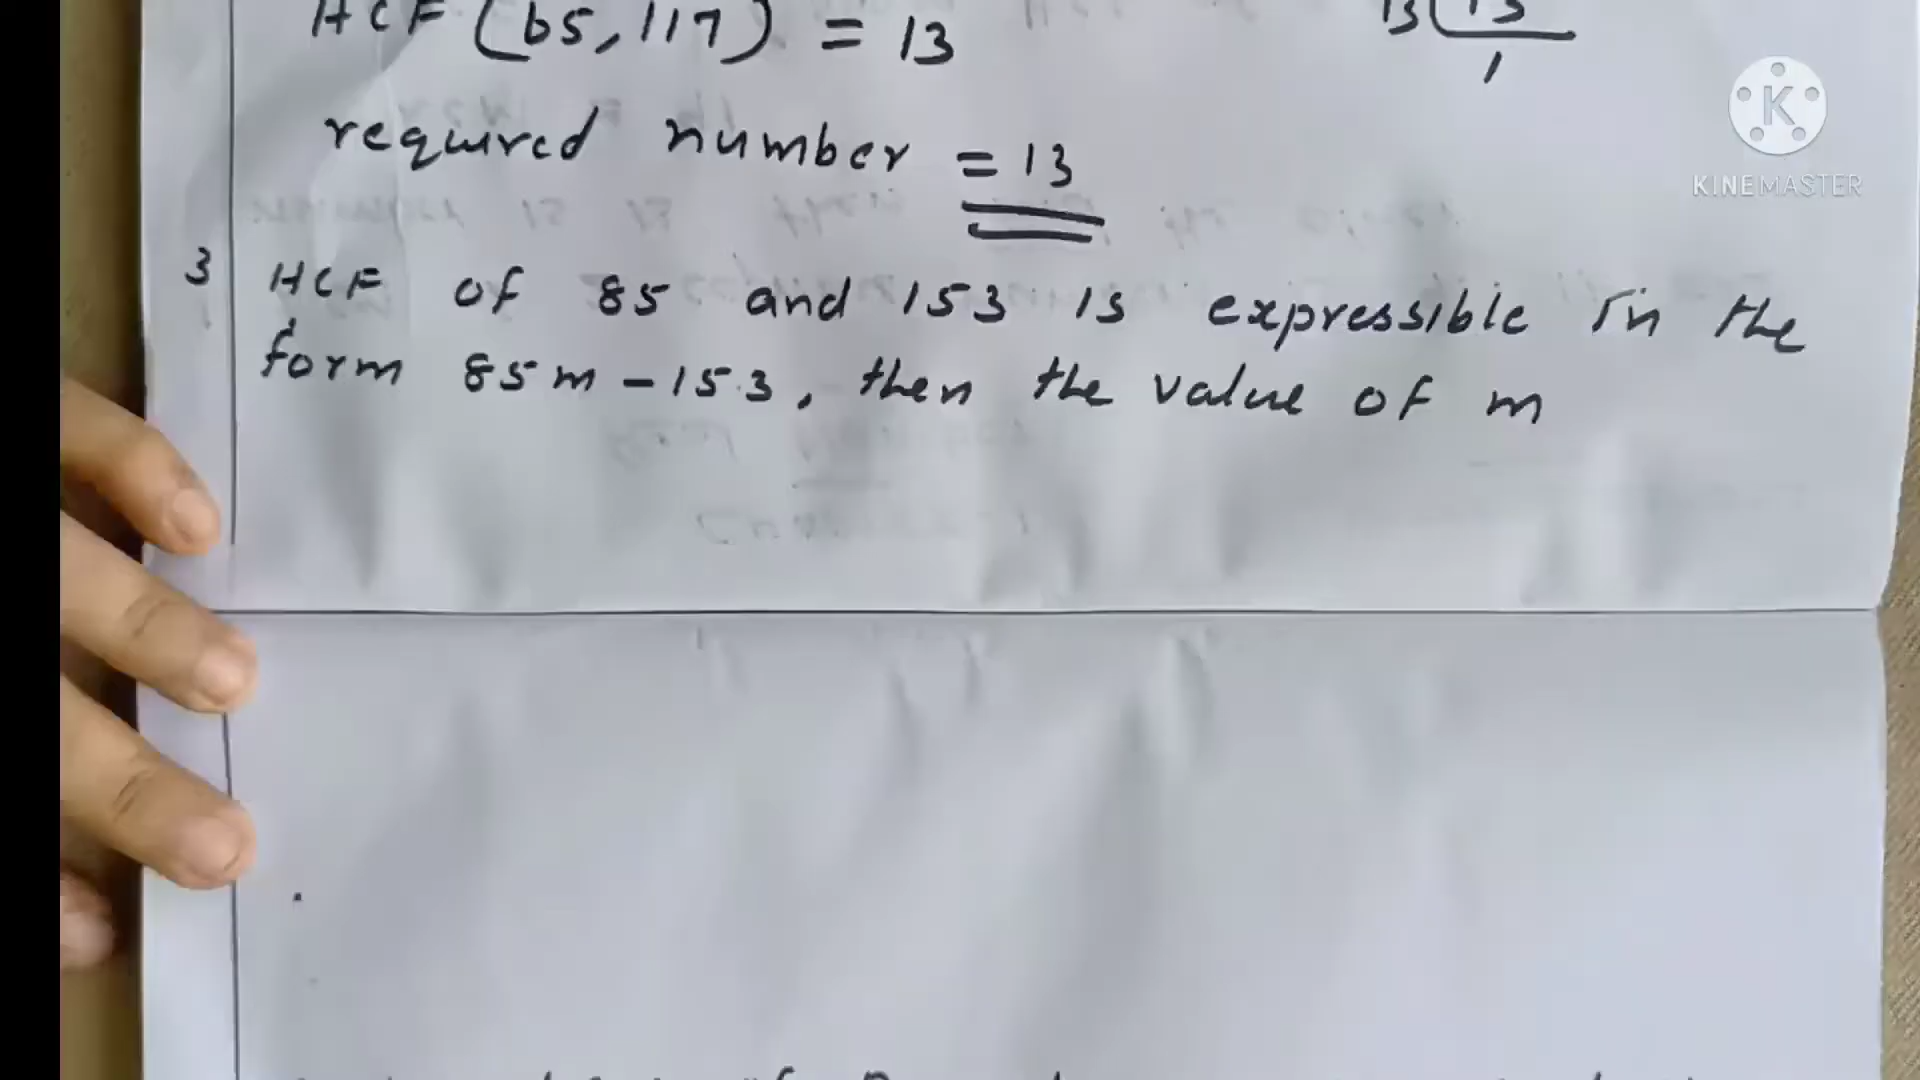 HCF (65, 117) = 13
13 13
1
K
KINEMASTER
required number = 13
3 HCF of 85 and 153 is expressible in the
form 85m - 153, then the value of m